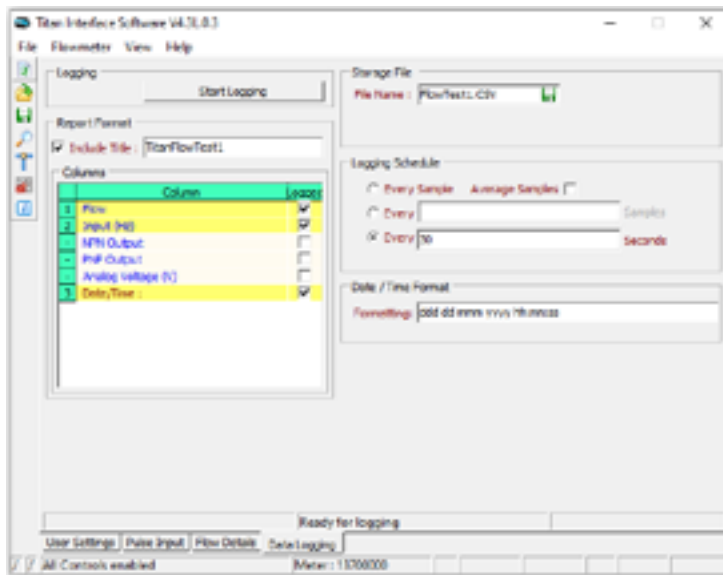 Titan Interface Software V4.3L.0.3
File Flowmeter View Help
Logging
Start Logging
Report Format
Include Title : TitanFlowTest1
Columns
Column Logged
1 Flow
2 Input (Hz)
- NPN Output
- PNP Output
- Analog Voltage (V)
3 Date/Time :
Storage File
File Name : FlowTest1.CSV
Logging Schedule
Every Sample Average Samples
Every Samples
Every 30 Seconds
Date / Time Format
Formatting: ddd dd mmm yyyy hh:mm:ss
Ready for logging
User Settings Pulse Input Flow Details Data Logging
All Controls enabled Meter :